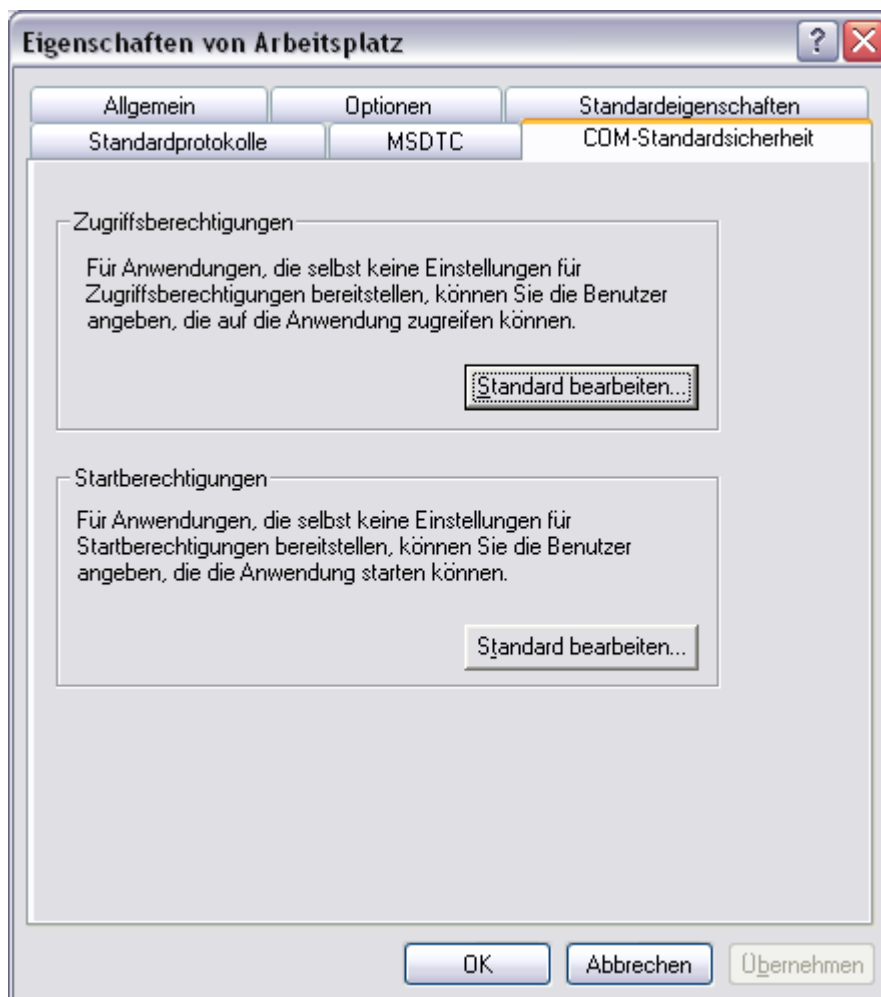 Eigenschaften von Arbeitsplatz
?
Allgemein
Optionen
Standardeigenschaften
Standardprotokolle
MSDTC
COM-Standardsicherheit
Zugriffsberechtigungen
Für Anwendungen, die selbst keine Einstellungen für
Zugriffsberechtigungen bereitstellen, können Sie die Benutzer
angeben, die auf die Anwendung zugreifen können.
Standard bearbeiten...
Startberechtigungen
Für Anwendungen, die selbst keine Einstellungen für
Startberechtigungen bereitstellen, können Sie die Benutzer
angeben, die die Anwendung starten können.
Standard bearbeiten...
OK
Abbrechen
Übernehmen